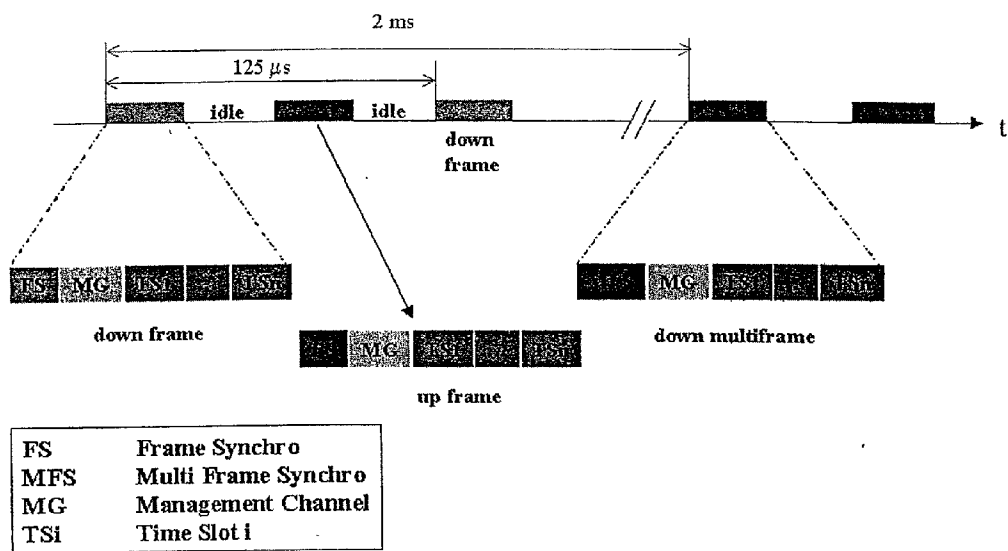 2 ms
125 μs
idle
idle
down
frame
t
FS MG TS1 TSn
MG TS1
down frame
down multiframe
MG TS1 TSn
up frame
FS Frame Synchro
MFS Multi Frame Synchro
MG Management Channel
TSi Time Slot i